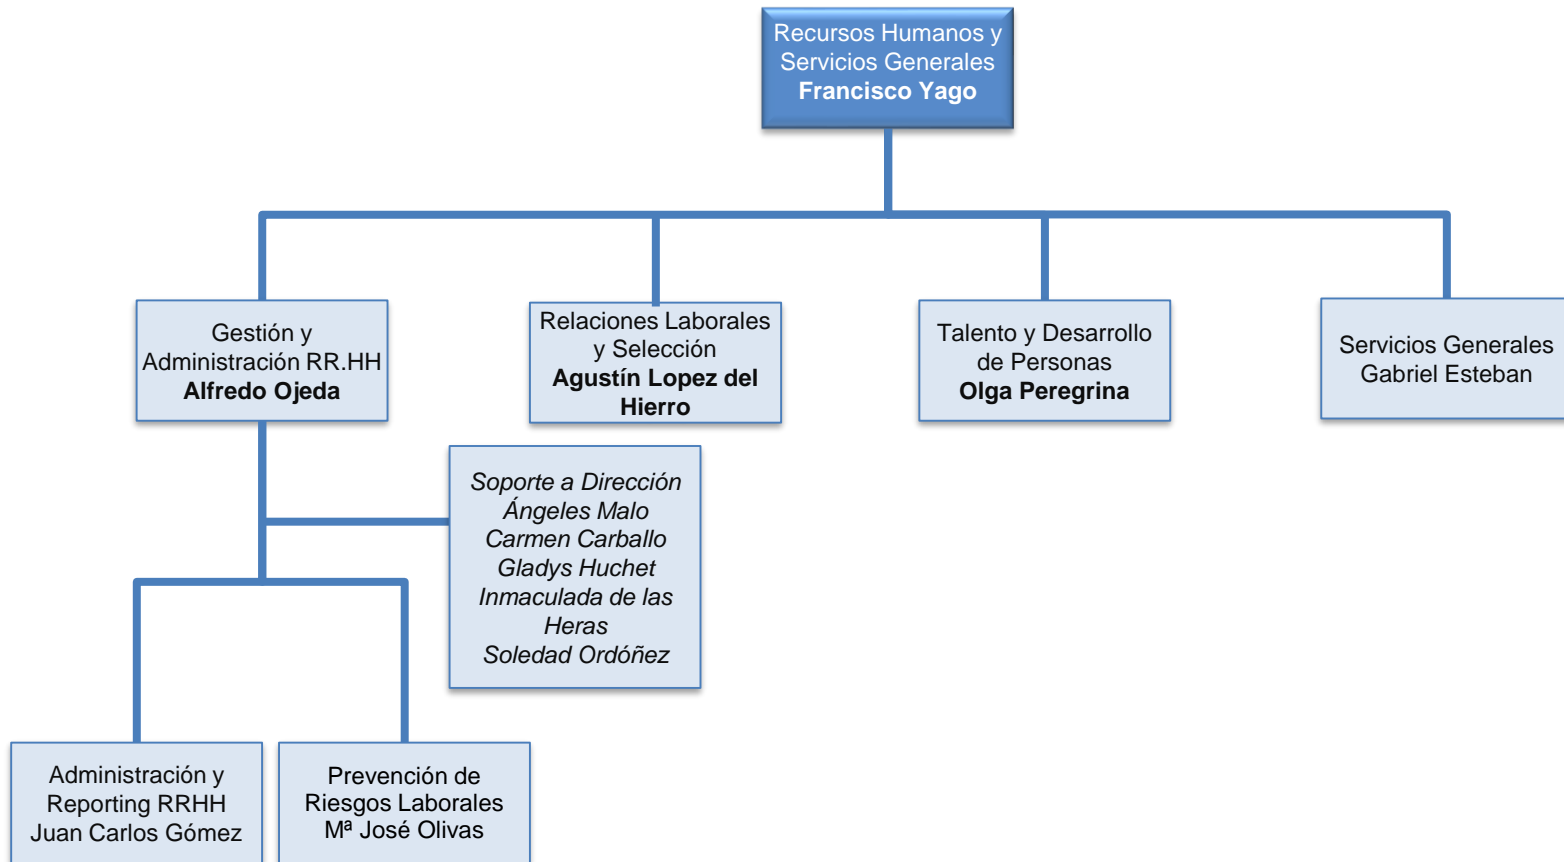 Recursos Humanos y
Servicios Generales
Francisco Yago
Gestión y
Administración RR.HH
Alfredo Ojeda
Relaciones Laborales
y Selección
Agustín Lopez del
Hierro
Talento y Desarrollo
de Personas
Olga Peregrina
Servicios Generales
Gabriel Esteban
Soporte a Dirección
Ángeles Malo
Carmen Carballo
Gladys Huchet
Inmaculada de las
Heras
Soledad Ordóñez
Administración y
Reporting RRHH
Juan Carlos Gómez
Prevención de
Riesgos Laborales
Mª José Olivas